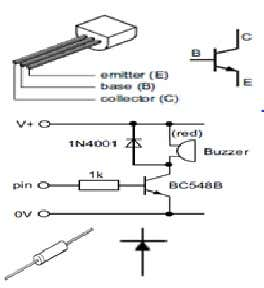 C
B
E
emitter (E)
base (B)
collector (C)
V+
(red)
1N4001
Buzzer
1k
pin
BC548B
0V